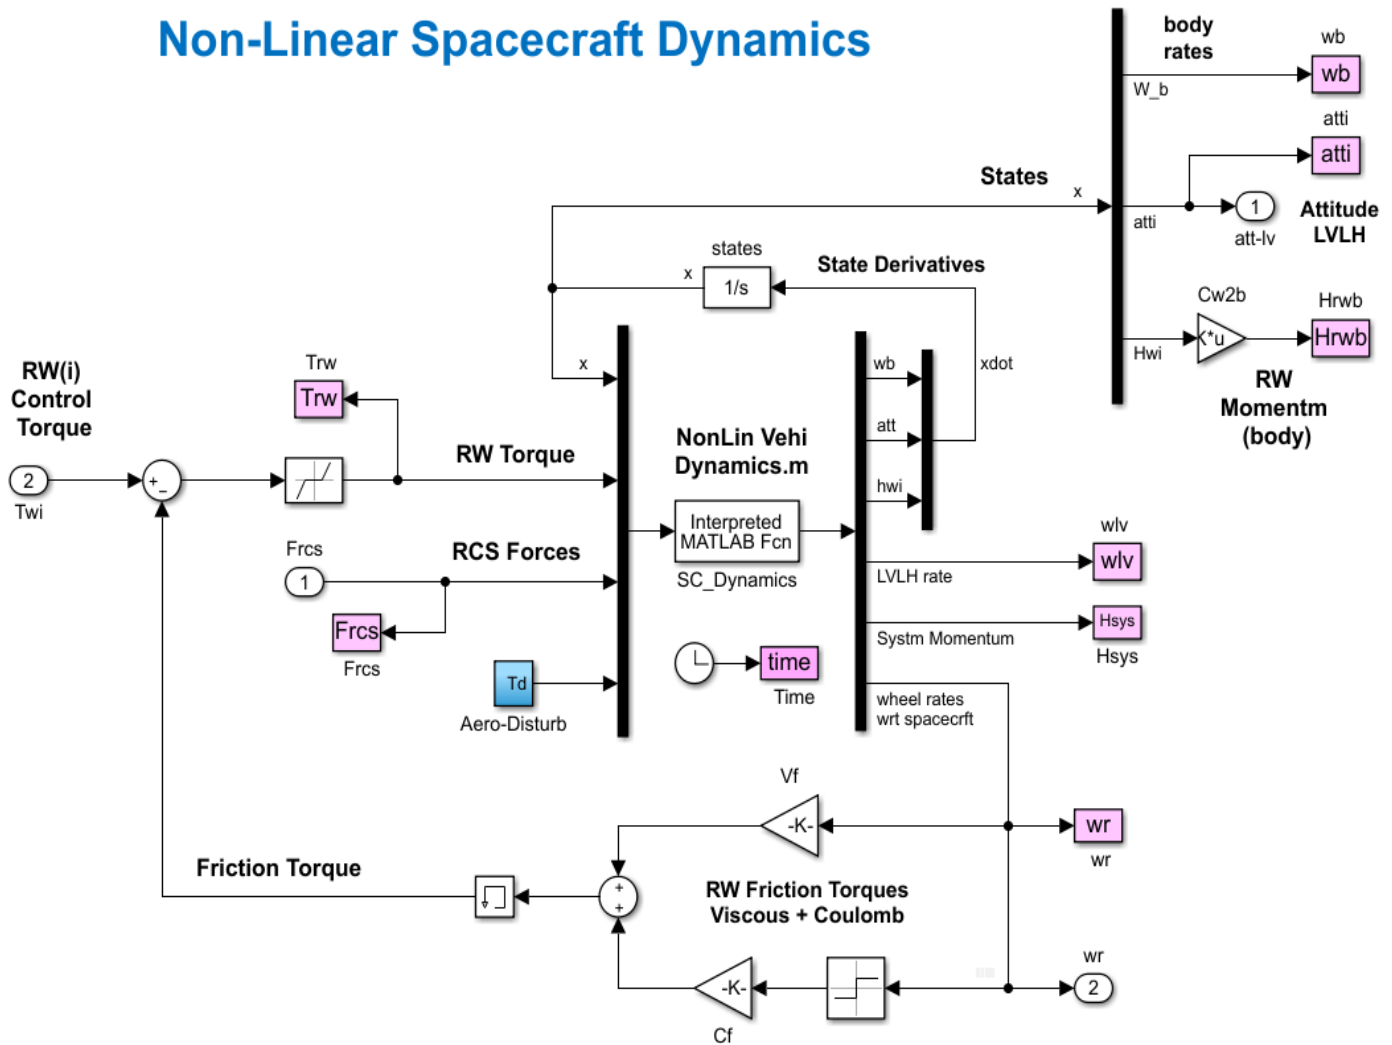 Non-Linear Spacecraft Dynamics
body
rates
wb
wb
W_b
atti
atti
States
x
atti
1
att-lv
Attitude
LVLH
states
x
1/s
State Derivatives
Cw2b
K*u
Hrwb
Hrwb
Hwi
RW
Momentm
(body)
RW(i)
Control
Torque
Trw
Trw
x
wb
xdot
att
hwi
NonLin Vehi
Dynamics.m
RW Torque
2
Twi
+
−
Interpreted
MATLAB Fcn
SC_Dynamics
Frcs
1
RCS Forces
Frcs
Frcs
wlv
wlv
LVLH rate
Hsys
Hsys
Systm Momentum
time
Time
Td
Aero-Disturb
wheel rates
wrt spacecrft
Vf
-K-
wr
wr
Friction Torque
+
+
RW Friction Torques
Viscous + Coulomb
-K-
Cf
wr
2